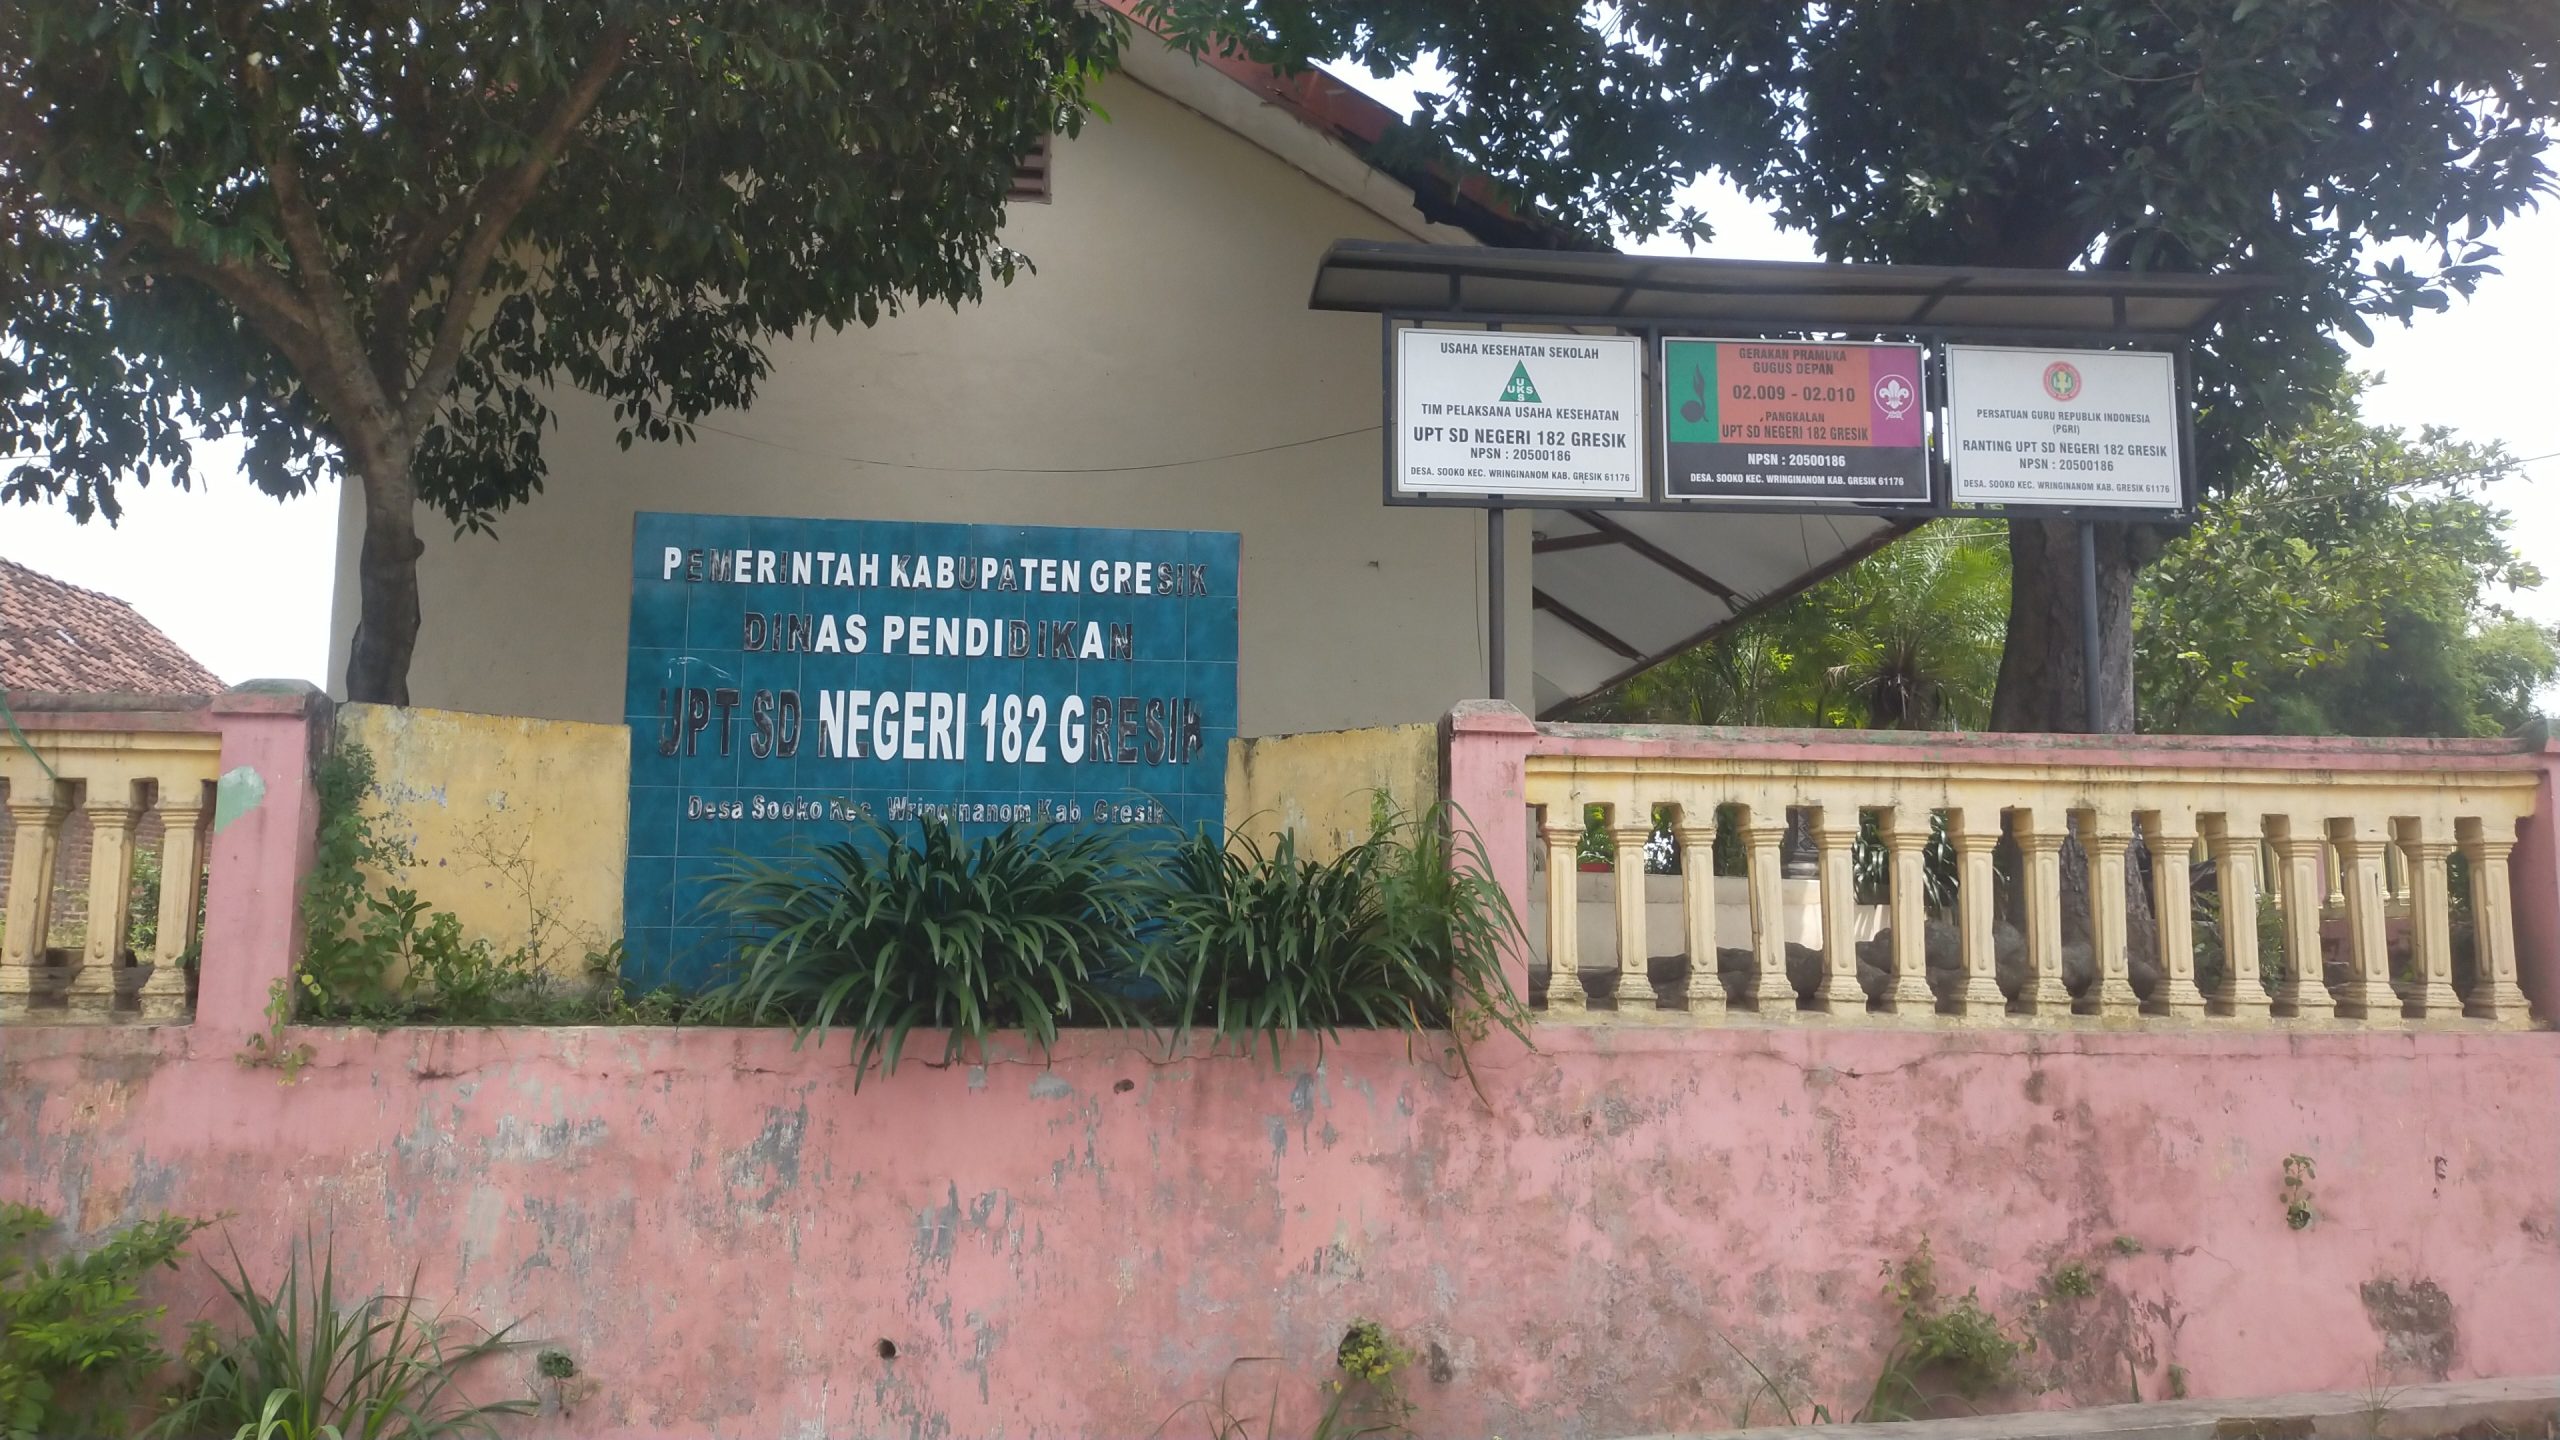 PEMERINTAH KABUPATEN GRESIK
DINAS PENDIDIKAN
UPT SD NEGERI 182 GRESIK
Desa Sooko Kec. Wringinanom Kab Gresik
USAHA KESEHATAN SEKOLAH
U
UKS
S
TIM PELAKSANA USAHA KESEHATAN
UPT SD NEGERI 182 GRESIK
NPSN : 20500186
DESA. SOOKO KEC. WRINGINANOM KAB. GRESIK 61176
GERAKAN PRAMUKA
GUGUS DEPAN
02.009 - 02.010
PANGKALAN
UPT SD NEGERI 182 GRESIK
NPSN : 20500186
DESA. SOOKO KEC. WRINGINANOM KAB. GRESIK 61176
PERSATUAN GURU REPUBLIK INDONESIA
(PGRI)
RANTING UPT SD NEGERI 182 GRESIK
NPSN : 20500186
DESA. SOOKO KEC. WRINGINANOM KAB. GRESIK 61176